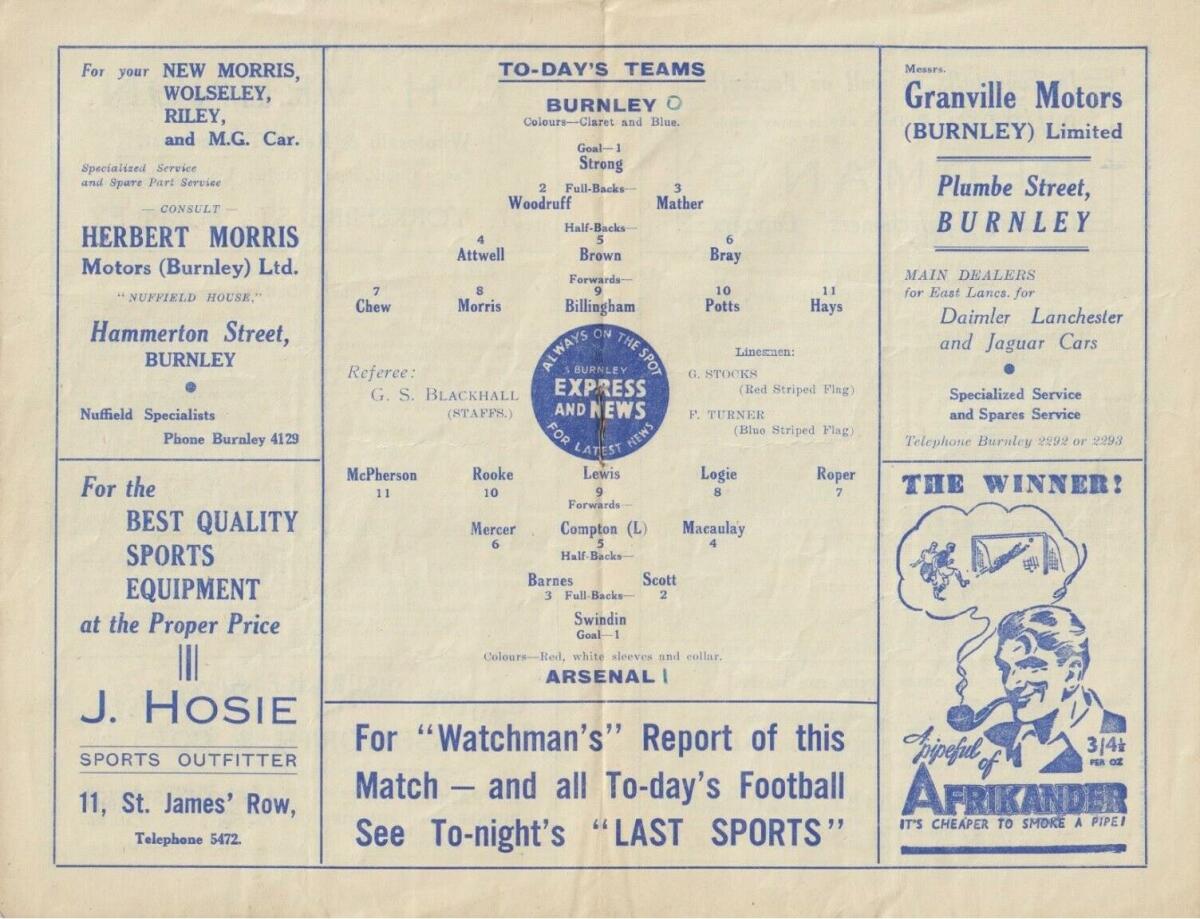 For your NEW MORRIS,
WOLSELEY,
RILEY,
and M.G. Car.
Specialized Service
and Spare Part Service
— CONSULT —
HERBERT MORRIS
Motors (Burnley) Ltd.
"NUFFIELD HOUSE,"
Hammerton Street,
BURNLEY
Nuffield Specialists
Phone Burnley 4129
For the
BEST QUALITY
SPORTS
EQUIPMENT
at the Proper Price
J. HOSIE
SPORTS OUTFITTER
11, St. James' Row,
Telephone 5472.
TO-DAY'S TEAMS
BURNLEY 0
Colours—Claret and Blue.
Goal—1
Strong
2 Full-Backs— 3
Woodruff Mather
Half-Backs—
4 5 6
Attwell Brown Bray
Forwards—
7 8 9 10 11
Chew Morris Billingham Potts Hays
Referee:
G. S. BLACKHALL
(STAFFS.)
ALWAYS ON THE SPOT
BURNLEY
EXPRESS
AND NEWS
FOR LATEST NEWS
Linesmen:
G. STOCKS
(Red Striped Flag)
F. TURNER
(Blue Striped Flag)
McPherson Rooke Lewis Logie Roper
11 10 9 8 7
Forwards—
Mercer Compton (L) Macaulay
6 5 4
Half-Backs—
Barnes Scott
3 Full-Backs— 2
Swindin
Goal—1
Colours—Red, white sleeves and collar.
ARSENAL 1
For "Watchman's" Report of this
Match — and all To-day's Football
See To-night's "LAST SPORTS"
Messrs.
Granville Motors
(BURNLEY) Limited
Plumbe Street,
BURNLEY
MAIN DEALERS
for East Lancs. for
Daimler Lanchester
and Jaguar Cars
Specialized Service
and Spares Service
Telephone Burnley 2292 or 2293
THE WINNER!
A pipeful of
3/4½
PER OZ
AFRIKANDER
IT'S CHEAPER TO SMOKE A PIPE!